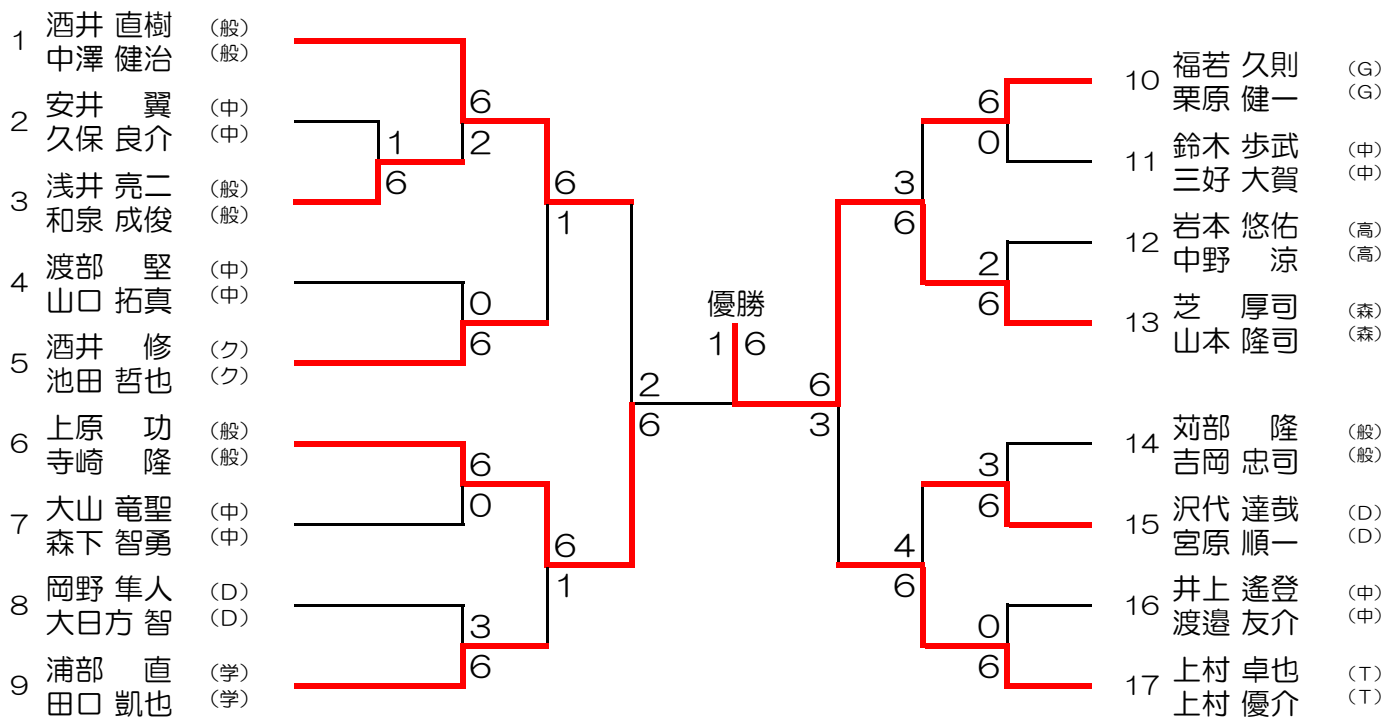 1 酒井 直樹 (般)
中澤 健治 (般)
2 安井　翼 (中)
久保 良介 (中)
3 浅井 亮二 (般)
和泉 成俊 (般)
4 渡部　堅 (中)
山口 拓真 (中)
5 酒井　修 (ク)
池田 哲也 (ク)
6 上原　功 (般)
寺崎　隆 (般)
7 大山 竜聖 (中)
森下 智勇 (中)
8 岡野 隼人 (D)
大日方 智 (D)
9 浦部　直 (学)
田口 凱也 (学)
1
6
6
2
0
6
6
0
3
6
6
1
6
1
2
6
優勝
1 6
6
3
3
6
4
6
6
0
2
6
3
6
0
6
10 福若 久則 (G)
栗原 健一 (G)
11 鈴木 歩武 (中)
三好 大賀 (中)
12 岩本 悠佑 (高)
中野　涼 (高)
13 芝　厚司 (森)
山本 隆司 (森)
14 苅部　隆 (般)
吉岡 忠司 (般)
15 沢代 達哉 (D)
宮原 順一 (D)
16 井上 遙登 (中)
渡邉 友介 (中)
17 上村 卓也 (T)
上村 優介 (T)